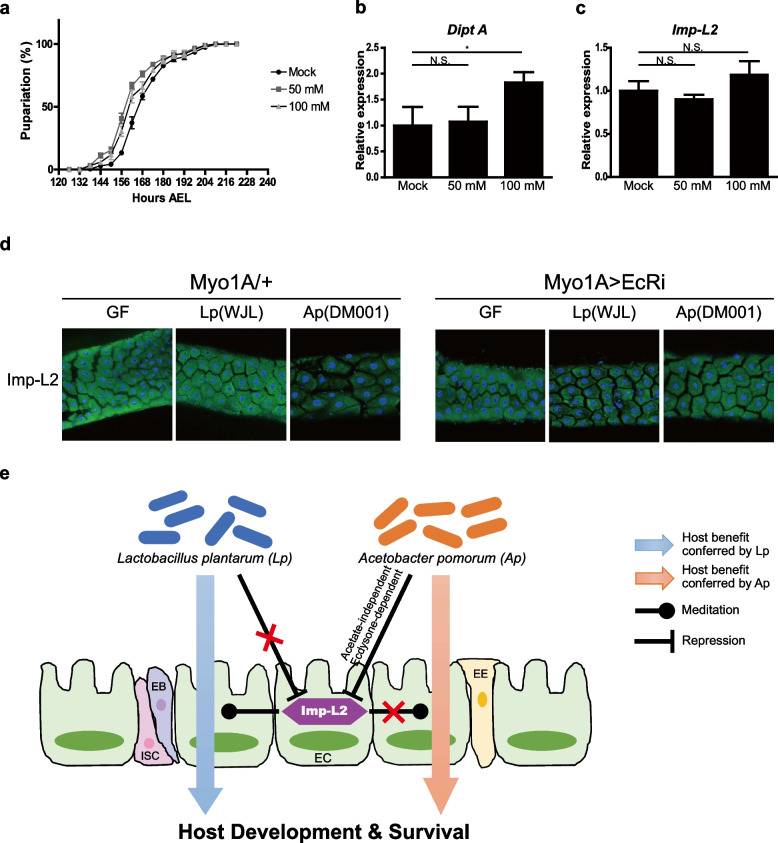 a
Pupariation (%)
100
50
0
120 132 144 156 168 180 192 204 216 228 240
Hours AEL
Mock
50 mM
100 mM
b
Dipt A
Relative expression
2.5
2.0
1.5
1.0
0.5
0.0
*
N.S.
Mock 50 mM 100 mM
c
Imp-L2
Relative expression
1.5
1.0
0.5
0.0
N.S.
N.S.
Mock 50 mM 100 mM
d
Myo1A/+ Myo1A>EcRi
GF Lp(WJL) Ap(DM001) GF Lp(WJL) Ap(DM001)
Imp-L2
e
Lactobacillus plantarum (Lp)
Acetobacter pomorum (Ap)
Acetate-independent
Ecdysone-dependent
Host benefit
conferred by Lp
Host benefit
conferred by Ap
Meditation
Repression
EB
ISC
Imp-L2
EC
EE
Host Development & Survival